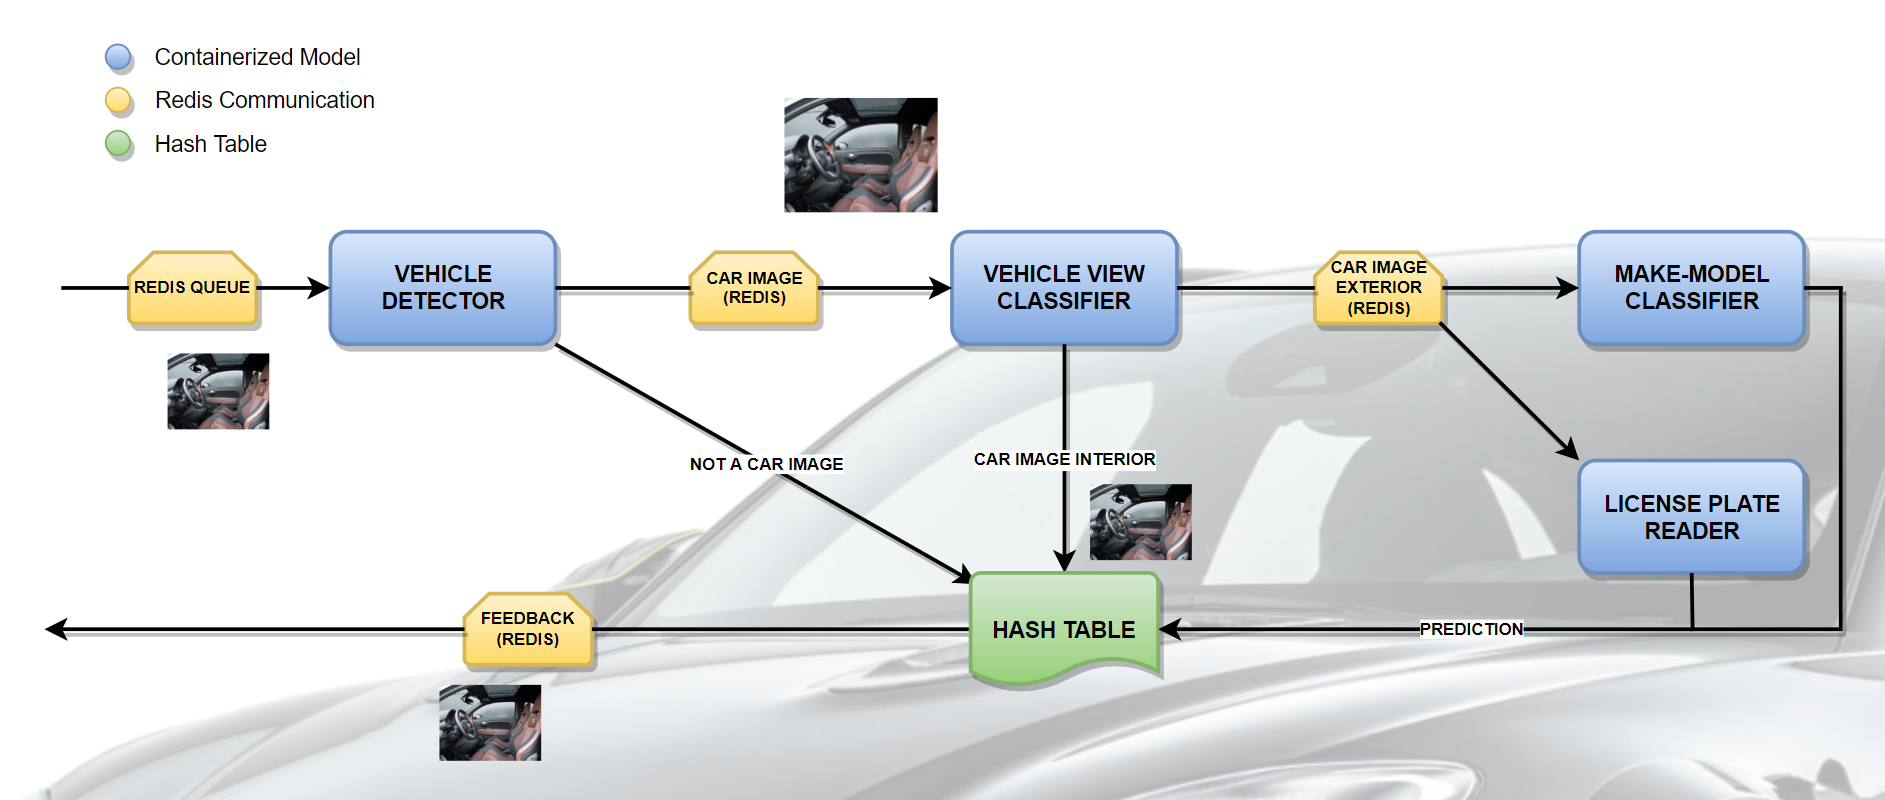 Containerized Model
Redis Communication
Hash Table
REDIS QUEUE
VEHICLE
DETECTOR
CAR IMAGE
(REDIS)
VEHICLE VIEW
CLASSIFIER
CAR IMAGE
EXTERIOR
(REDIS)
MAKE-MODEL
CLASSIFIER
NOT A CAR IMAGE
CAR IMAGE INTERIOR
LICENSE PLATE
READER
FEEDBACK
(REDIS)
HASH TABLE
PREDICTION